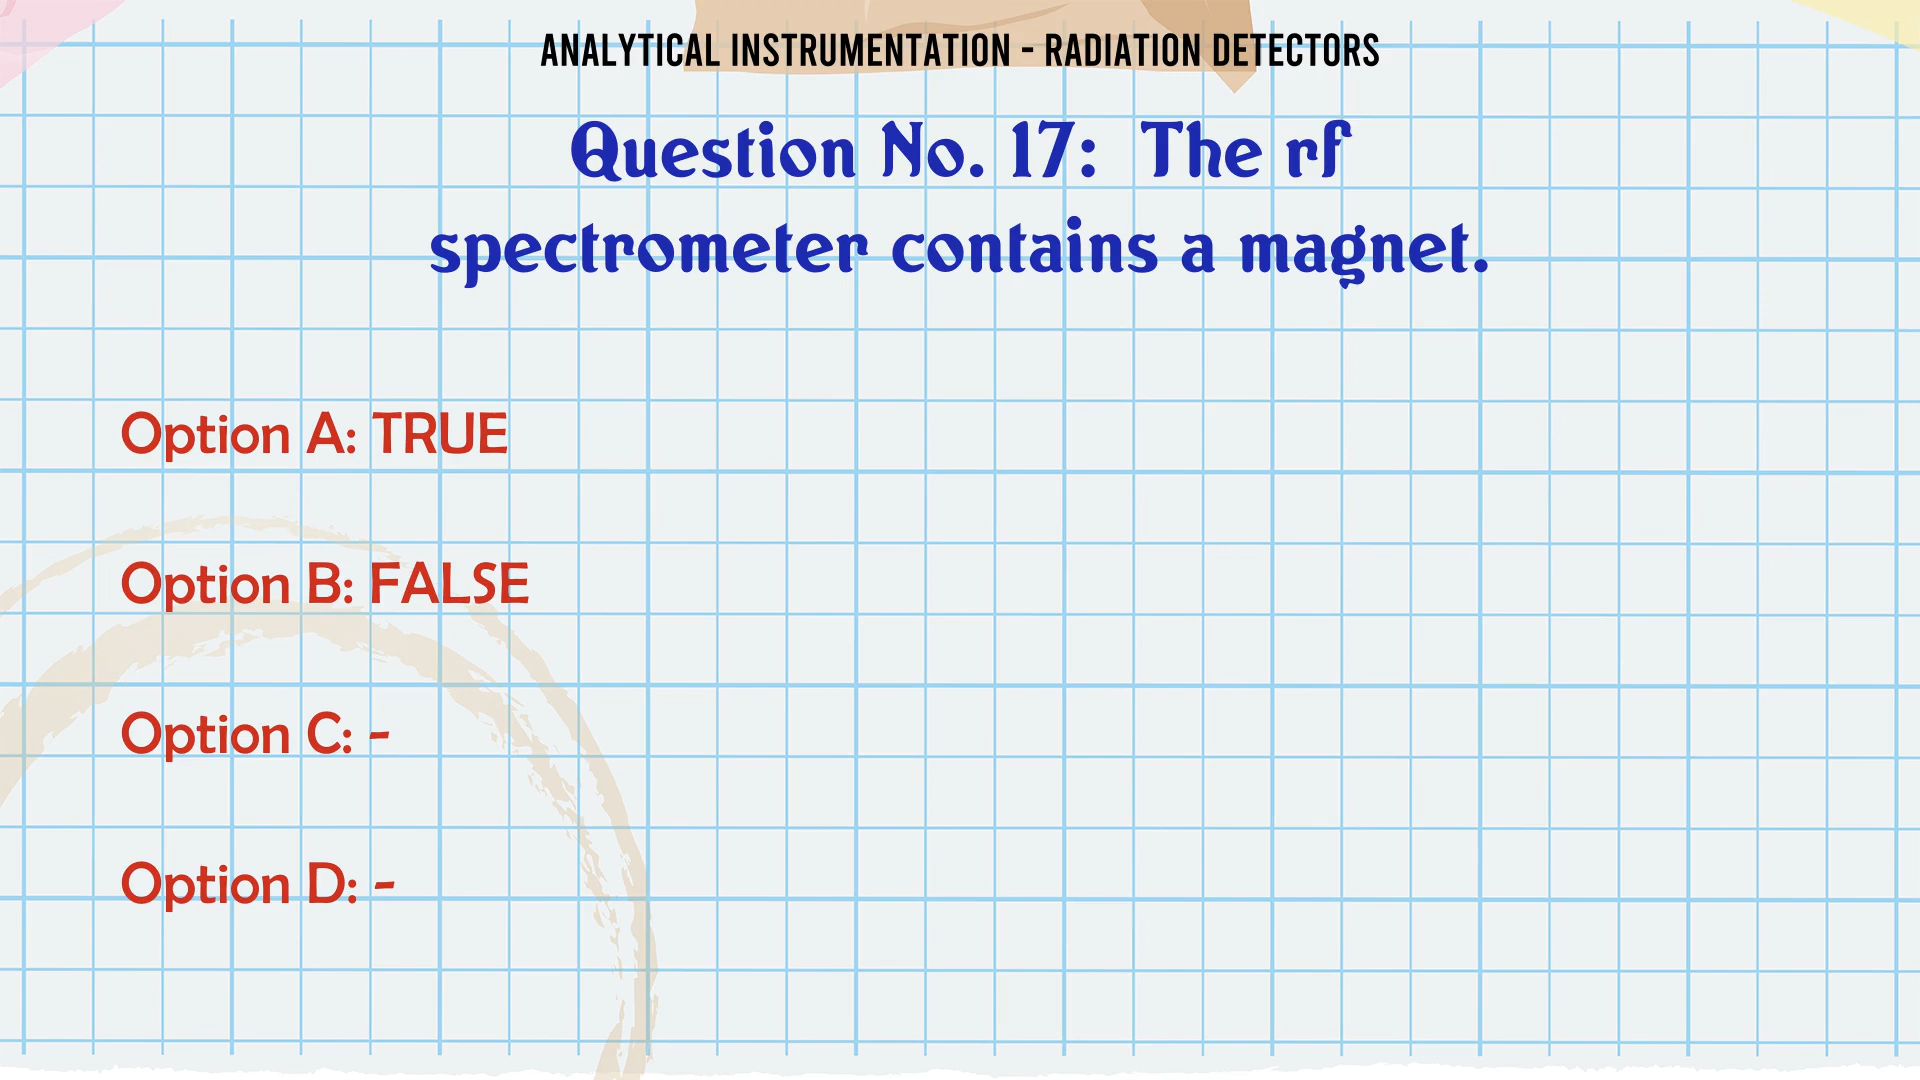 ANALYTICAL INSTRUMENTATION - RADIATION DETECTORS
Question No. 17: The rf
spectrometer contains a magnet.
Option A: TRUE
Option B: FALSE
Option C: -
Option D: -